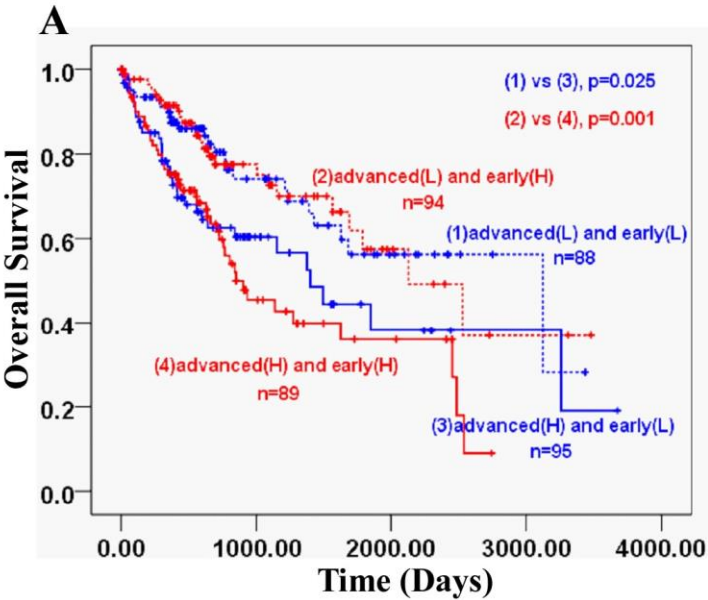 A
(1) vs (3), p=0.025
(2) vs (4), p=0.001
(2)advanced(L) and early(H)
n=94
(1)advanced(L) and early(L)
n=88
(4)advanced(H) and early(H)
n=89
(3)advanced(H) and early(L)
n=95
Overall Survival
1.0
0.8
0.6
0.4
0.2
0.0
0.00 1000.00 2000.00 3000.00 4000.00
Time (Days)